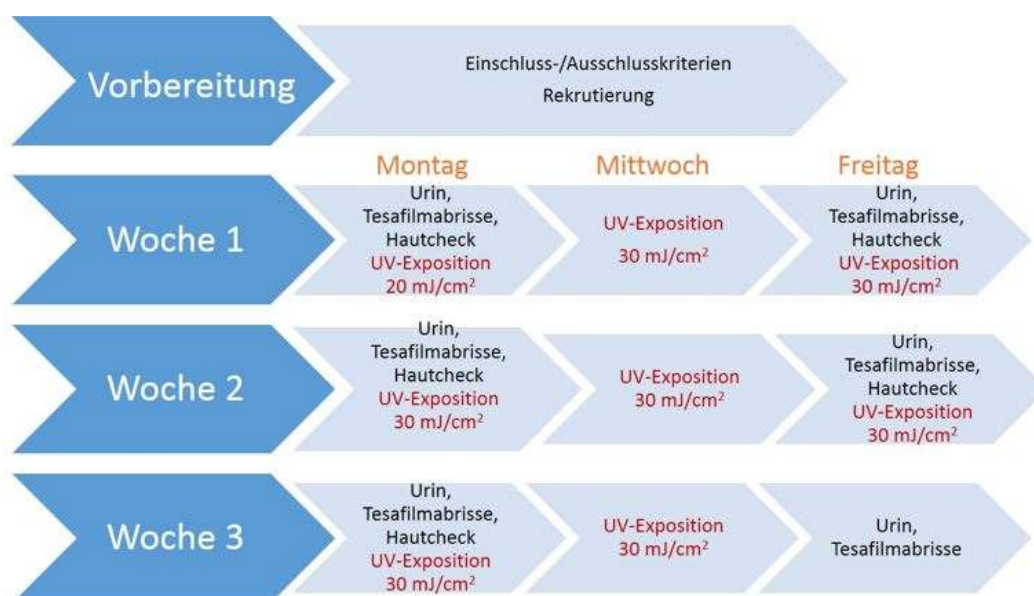 Vorbereitung
Einschluss-/Ausschlusskriterien
Rekrutierung
Montag
Mittwoch
Freitag
Woche 1
Urin,
Tesafilmabrisse,
Hautcheck
UV-Exposition
20 mJ/cm²
UV-Exposition
30 mJ/cm²
Urin,
Tesafilmabrisse,
Hautcheck
UV-Exposition
30 mJ/cm²
Woche 2
Urin,
Tesafilmabrisse,
Hautcheck
UV-Exposition
30 mJ/cm²
UV-Exposition
30 mJ/cm²
Urin,
Tesafilmabrisse,
Hautcheck
UV-Exposition
30 mJ/cm²
Woche 3
Urin,
Tesafilmabrisse,
Hautcheck
UV-Exposition
30 mJ/cm²
UV-Exposition
30 mJ/cm²
Urin,
Tesafilmabrisse